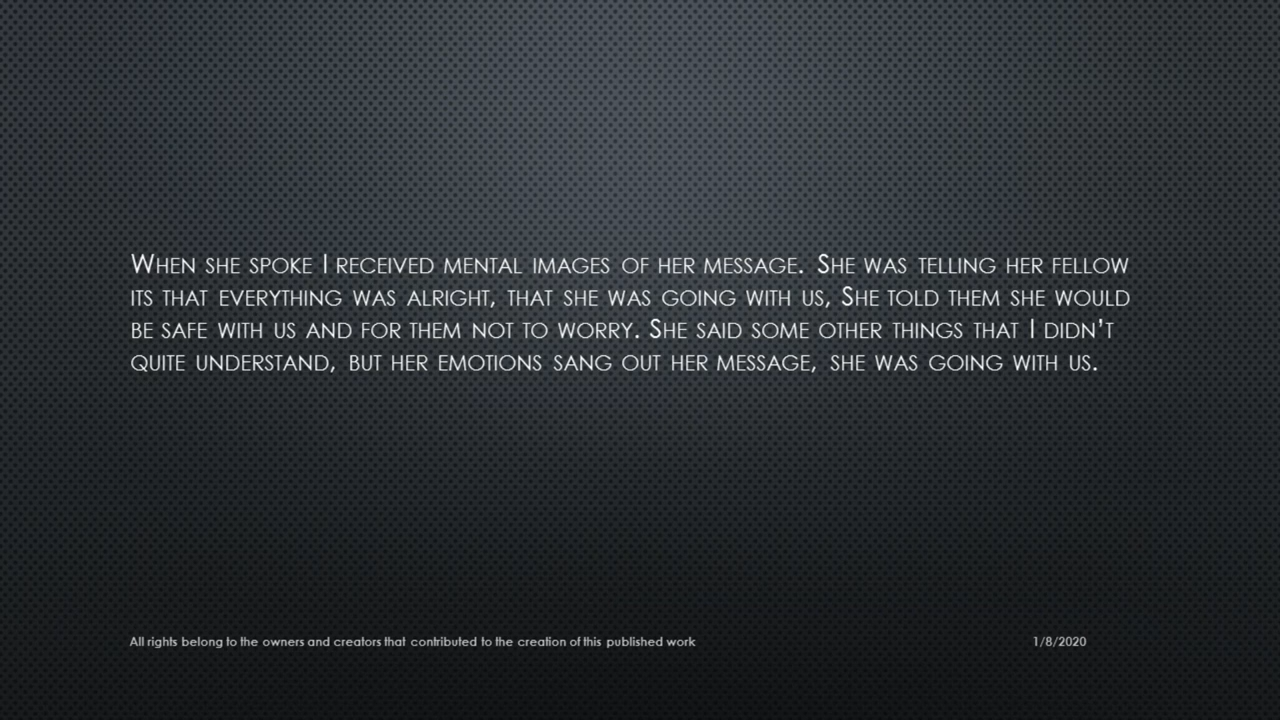 When she spoke I received mental images of her message. She was telling her fellow
its that everything was alright, that she was going with us, She told them she would
be safe with us and for them not to worry. She said some other things that I didn't
quite understand, but her emotions sang out her message, she was going with us.
All rights belong to the owners and creators that contributed to the creation of this published work
1/8/2020